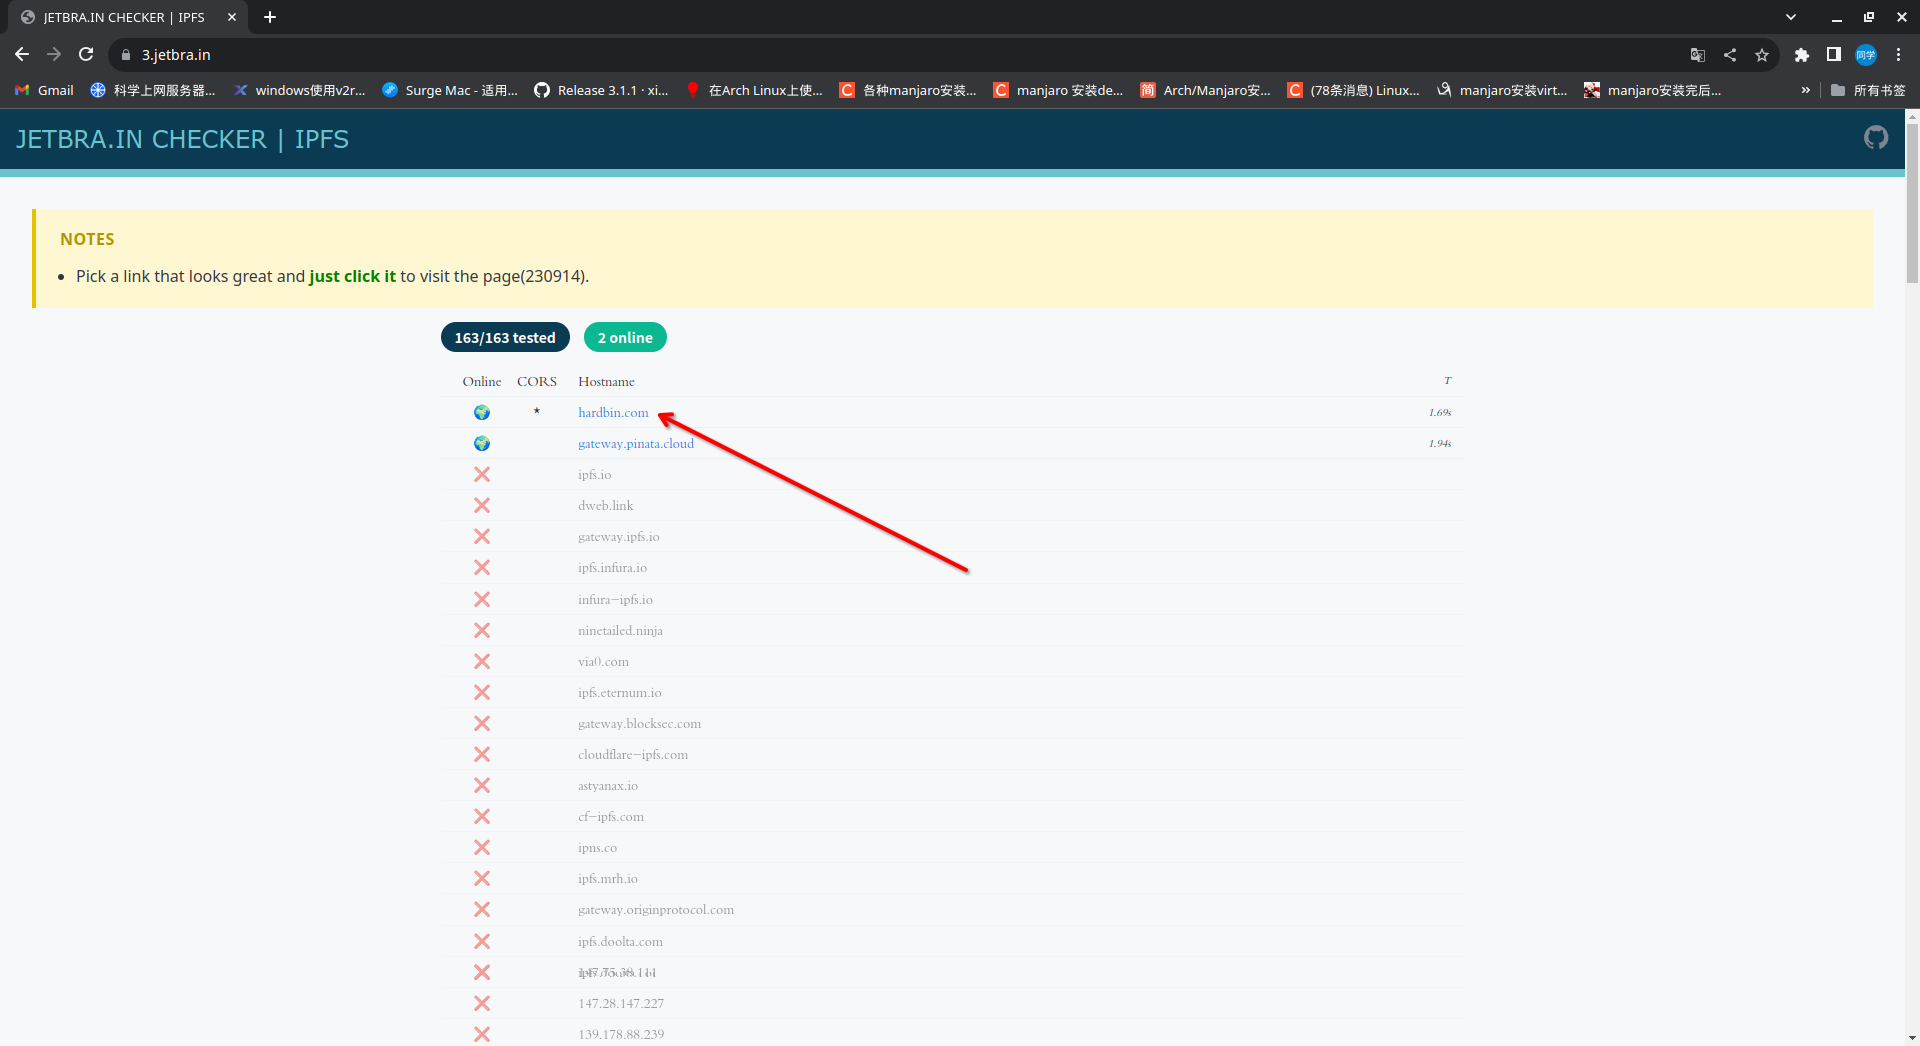 JETBRA.IN CHECKER | IPFS
3.jetbra.in
同学
Gmail
科学上网服务器...
windows使用v2r...
Surge Mac - 适用...
Release 3.1.1 · xi...
在Arch Linux上使...
各种manjaro安装...
manjaro 安装de...
Arch/Manjaro安...
(78条消息) Linux...
manjaro安装virt...
manjaro安装完后...
»
所有书签
JETBRA.IN CHECKER | IPFS
NOTES
Pick a link that looks great and just click it to visit the page(230914).
163/163 tested 2 online
Online CORS Hostname T
* hardbin.com 1.69s
gateway.pinata.cloud 1.94s
ipfs.io
dweb.link
gateway.ipfs.io
ipfs.infura.io
infura-ipfs.io
ninetailed.ninja
via0.com
ipfs.eternum.io
gateway.blocksec.com
cloudflare-ipfs.com
astyanax.io
cf-ipfs.com
ipns.co
ipfs.mrh.io
gateway.originprotocol.com
ipfs.doolta.com
147.28.147.227
139.178.88.239